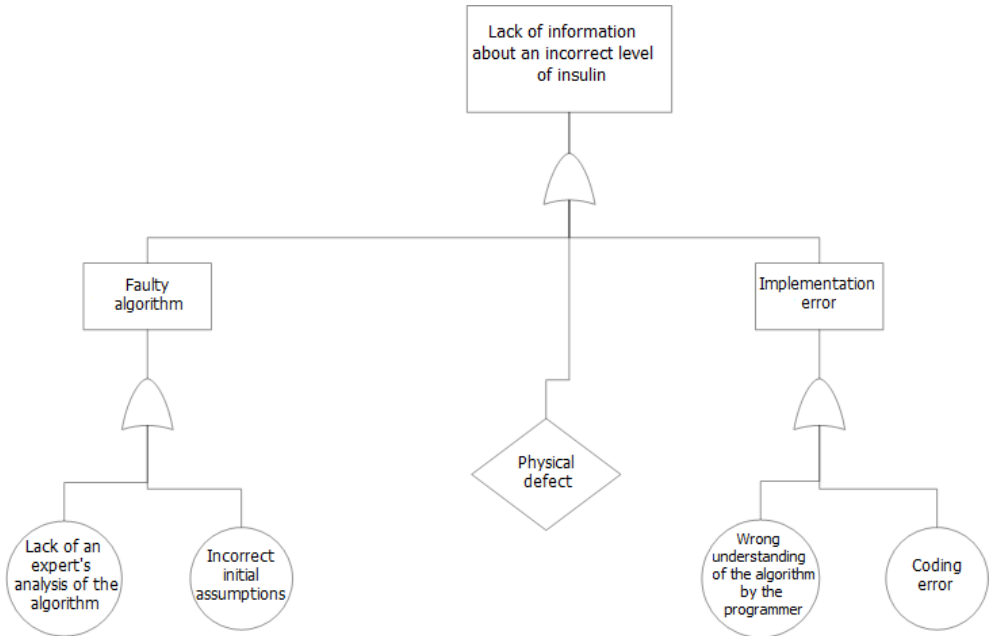 Lack of information
about an incorrect level
of insulin
Faulty
algorithm
Implementation
error
Physical
defect
Lack of an
expert's
analysis of the
algorithm
Incorrect
initial
assumptions
Wrong
understanding
of the algorithm
by the
programmer
Coding
error